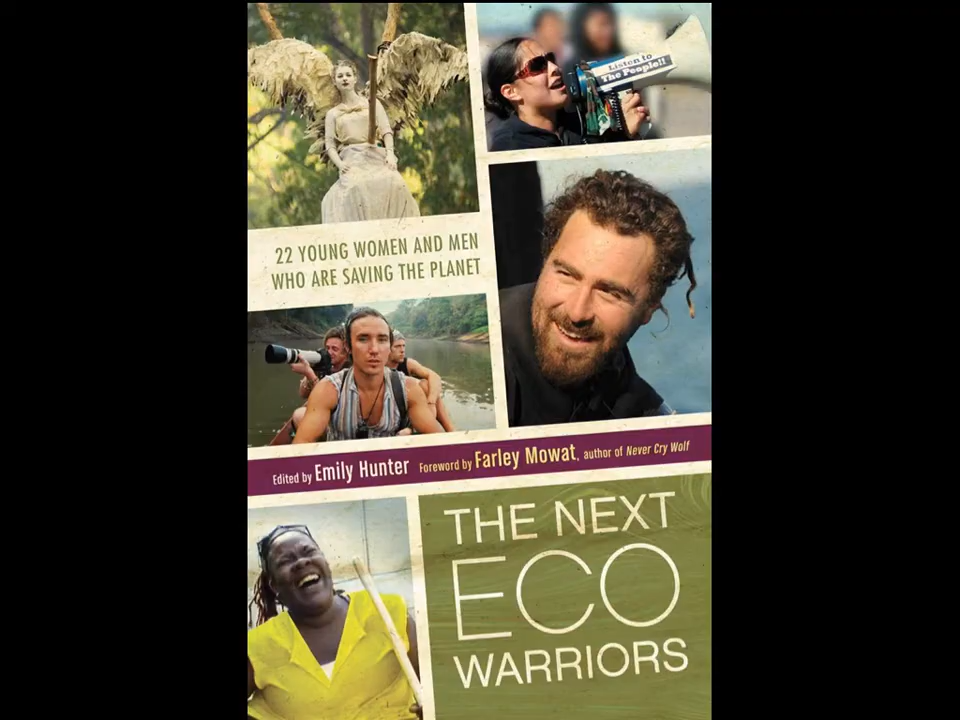 Listen to
The People!!
22 YOUNG WOMEN AND MEN
WHO ARE SAVING THE PLANET
Edited by Emily Hunter Foreword by Farley Mowat, author of Never Cry Wolf
THE NEXT
ECO
WARRIORS